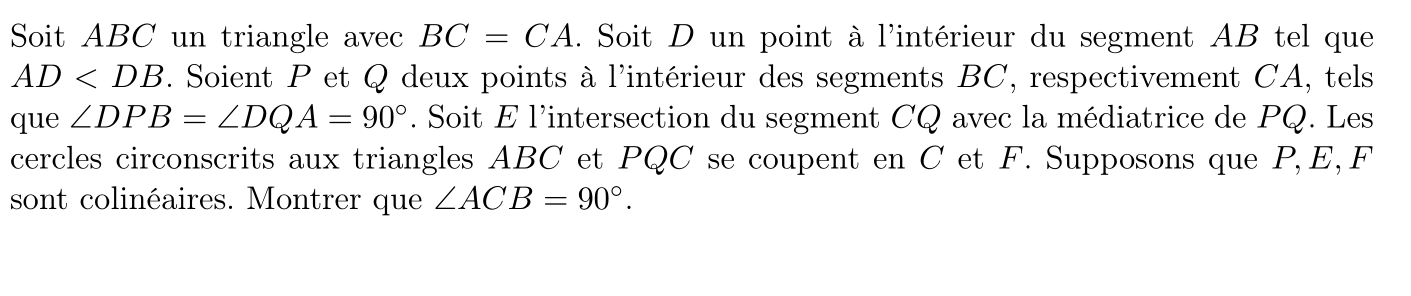 Soit ABC un triangle avec BC = CA. Soit D un point à l'intérieur du segment AB tel que
AD < DB. Soient P et Q deux points à l'intérieur des segments BC, respectivement CA, tels
que ∠DPB = ∠DQA = 90°. Soit E l'intersection du segment CQ avec la médiatrice de PQ. Les
cercles circonscrits aux triangles ABC et PQC se coupent en C et F. Supposons que P, E, F
sont colinéaires. Montrer que ∠ACB = 90°.